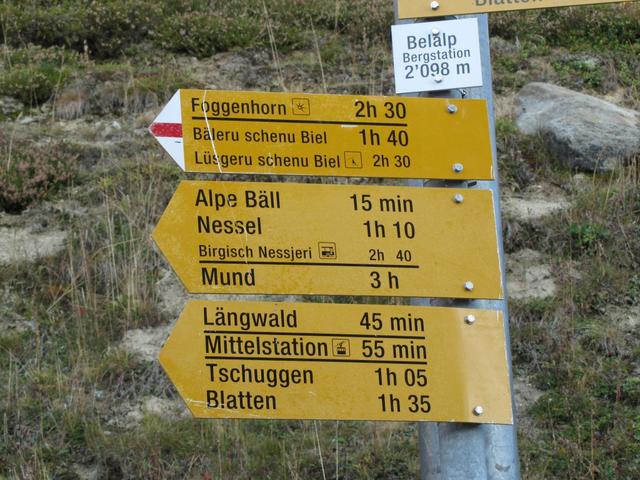 Blatten
Belalp
Bergstation
2'098 m
Foggenhorn 2h 30
Bäleru schenu Biel 1h 40
Lüsgeru schenu Biel 2h 30
Alpe Bäll 15 min
Nessel 1h 10
Birgisch Nessjeri 2h 40
Mund 3 h
Längwald 45 min
Mittelstation 55 min
Tschuggen 1h 05
Blatten 1h 35